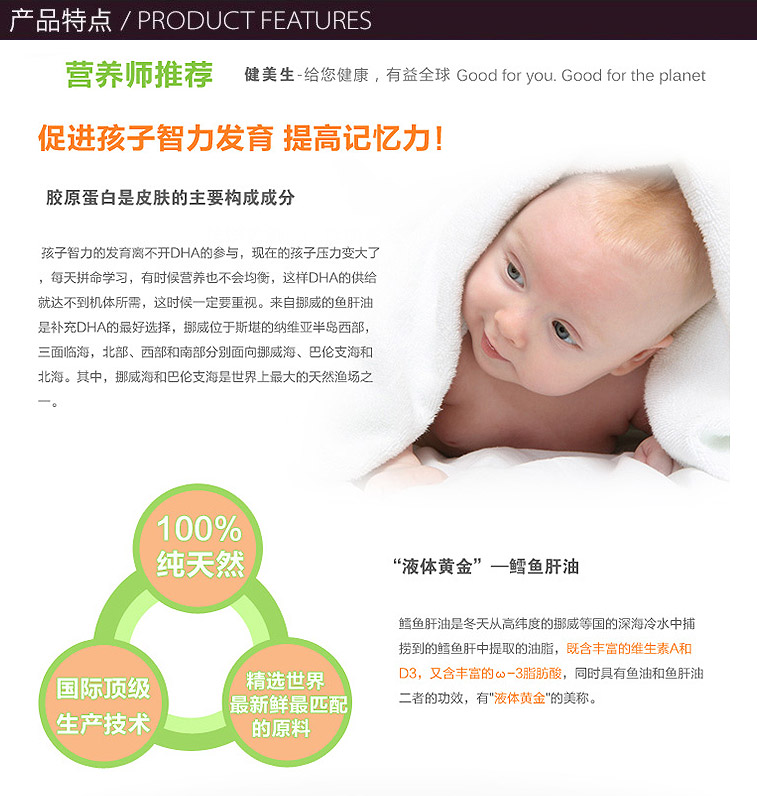 产品特点 / PRODUCT FEATURES
营养师推荐 健美生-给您健康，有益全球 Good for you. Good for the planet
促进孩子智力发育 提高记忆力！
胶原蛋白是皮肤的主要构成成分
孩子智力的发育离不开DHA的参与，现在的孩子压力变大了
，每天拼命学习，有时候营养也不会均衡，这样DHA的供给
就达不到机体所需，这时候一定要重视。来自挪威的鱼肝油
是补充DHA的最好选择，挪威位于斯堪的纳维亚半岛西部，
三面临海，北部、西部和南部分别面向挪威海、巴伦支海和
北海。其中，挪威海和巴伦支海是世界上最大的天然渔场之
一。
100%
纯天然
国际顶级
生产技术
精选世界
最新鲜最匹配
的原料
“液体黄金”—鳕鱼肝油
鳕鱼肝油是冬天从高纬度的挪威等国的深海冷水中捕
捞到的鳕鱼肝中提取的油脂，既含丰富的维生素A和
D3，又含丰富的ω-3脂肪酸，同时具有鱼油和鱼肝油
二者的功效，有"液体黄金"的美称。